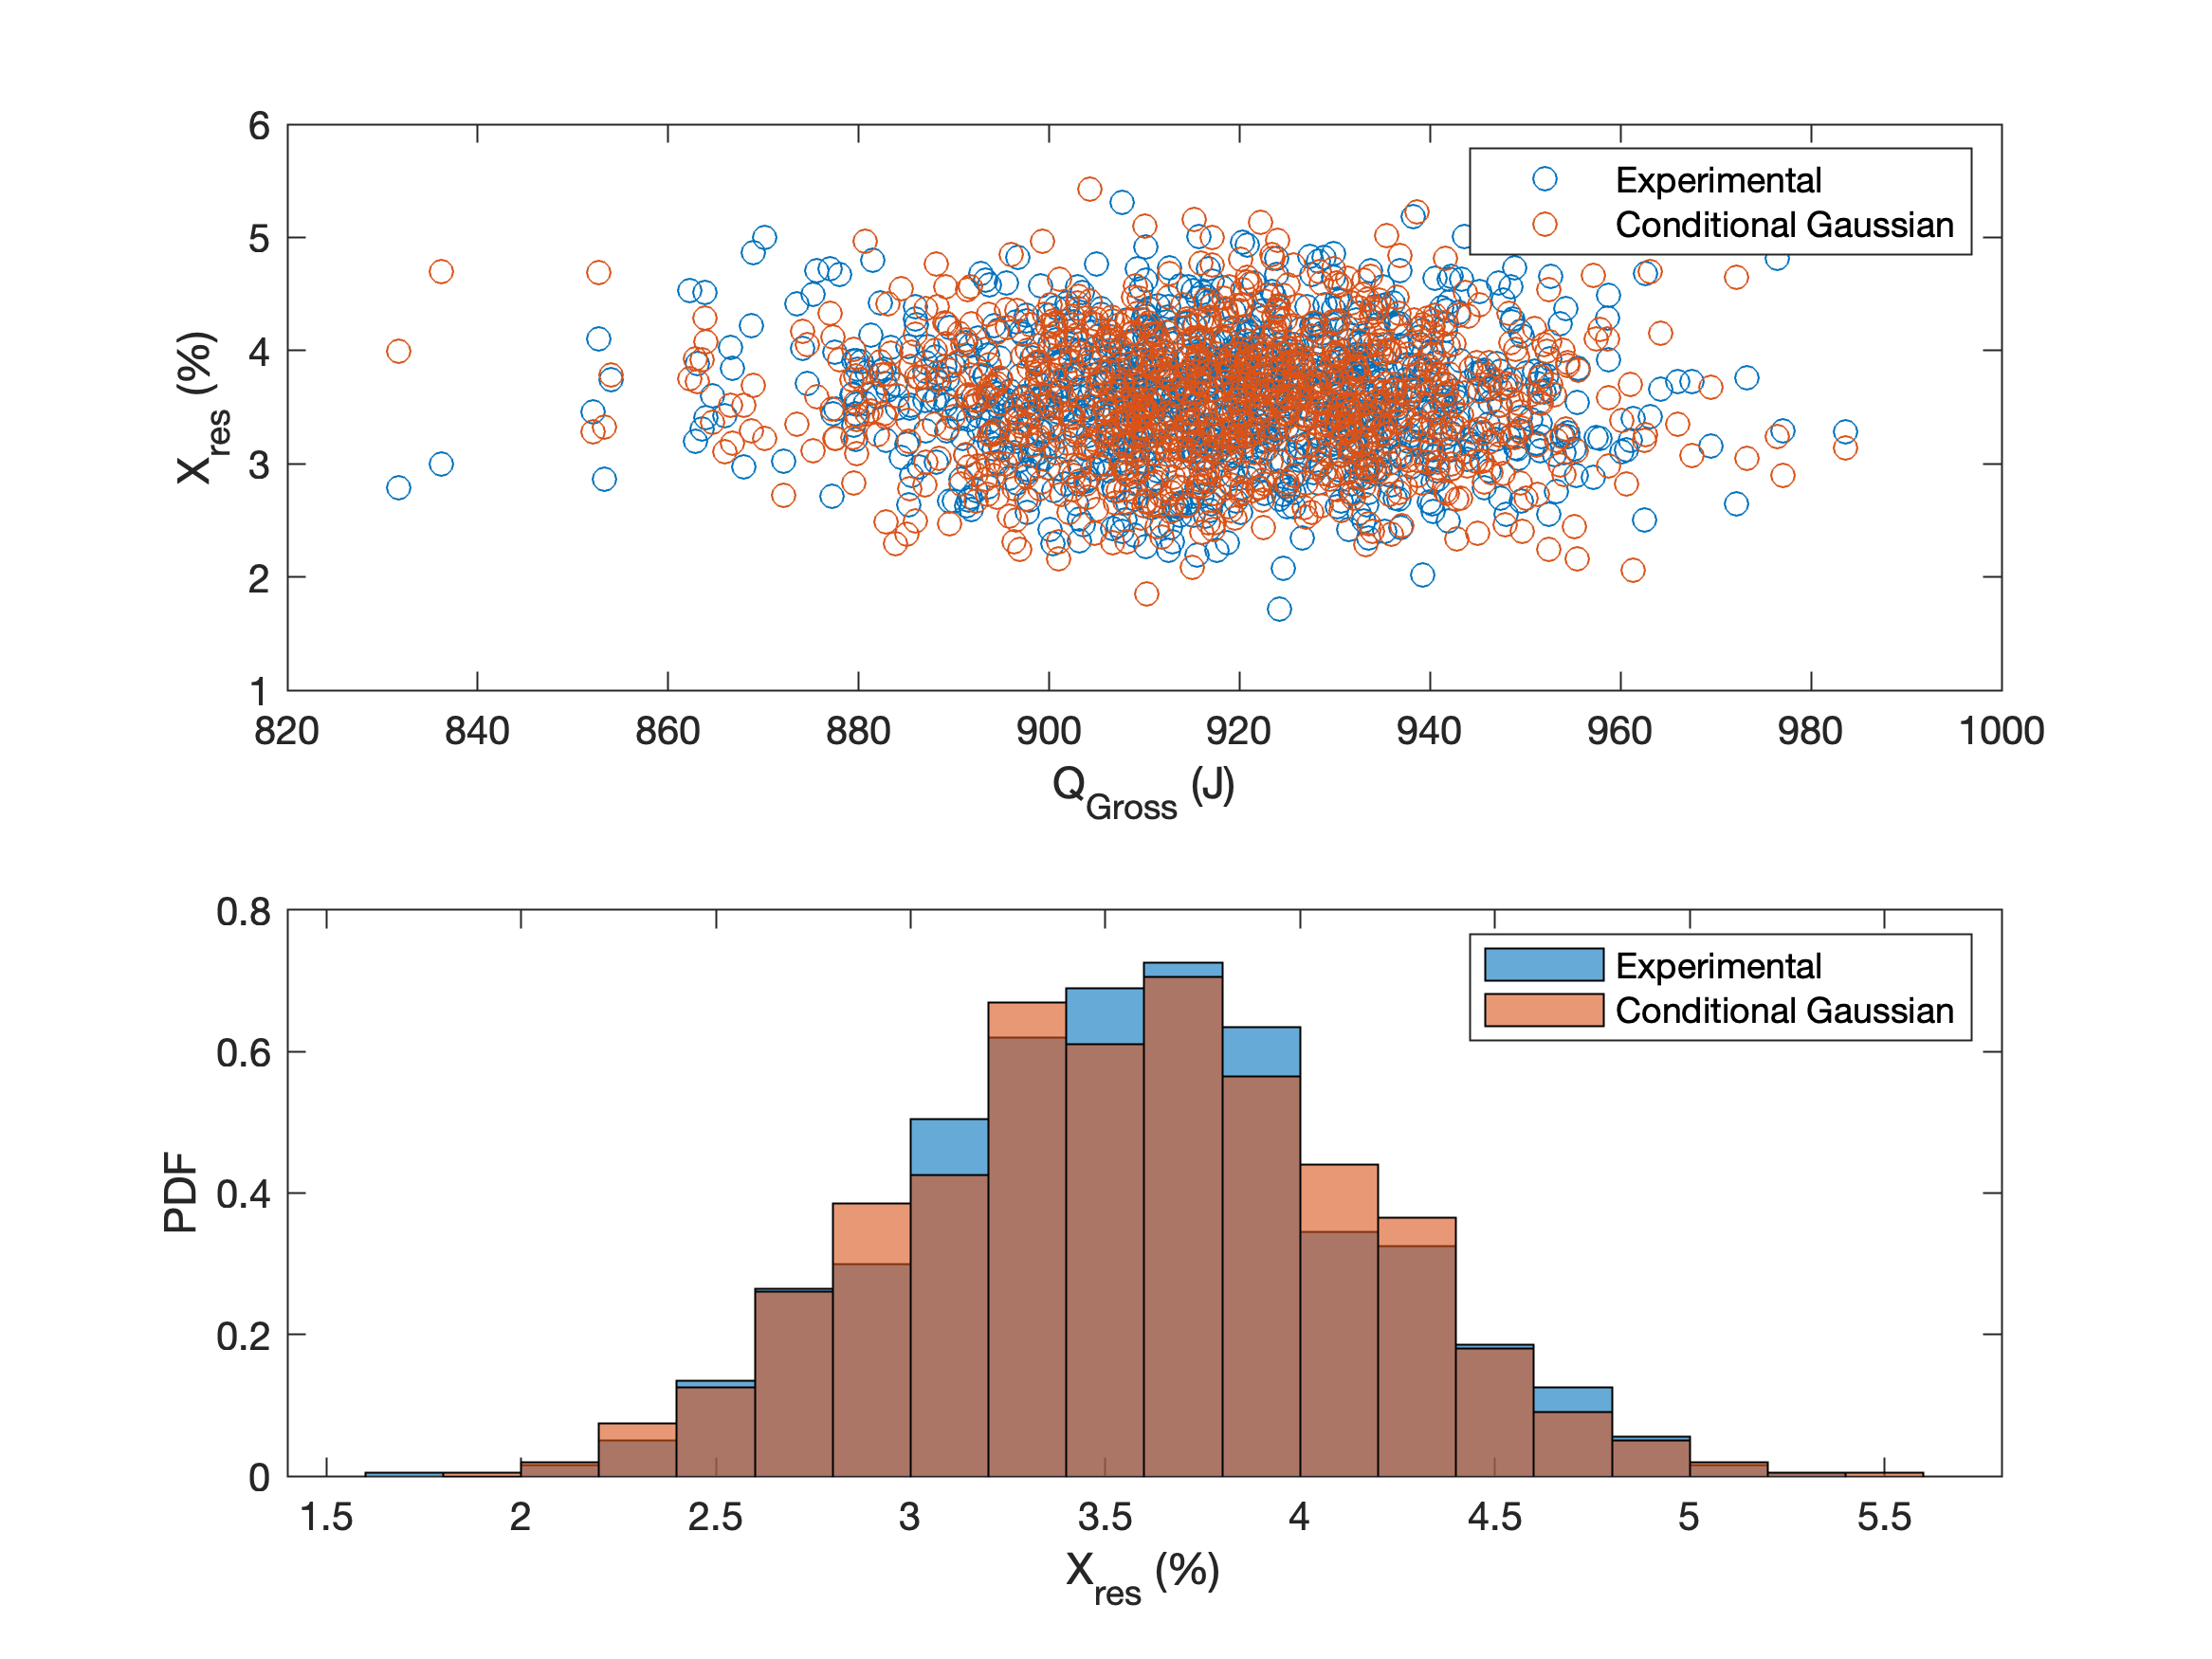 6
5
4
3
2
1
X_res (%)
Experimental
Conditional Gaussian
820 840 860 880 900 920 940 960 980 1000
Q_Gross (J)
0.8
0.6
0.4
0.2
0
PDF
Experimental
Conditional Gaussian
1.5 2 2.5 3 3.5 4 4.5 5 5.5
X_res (%)